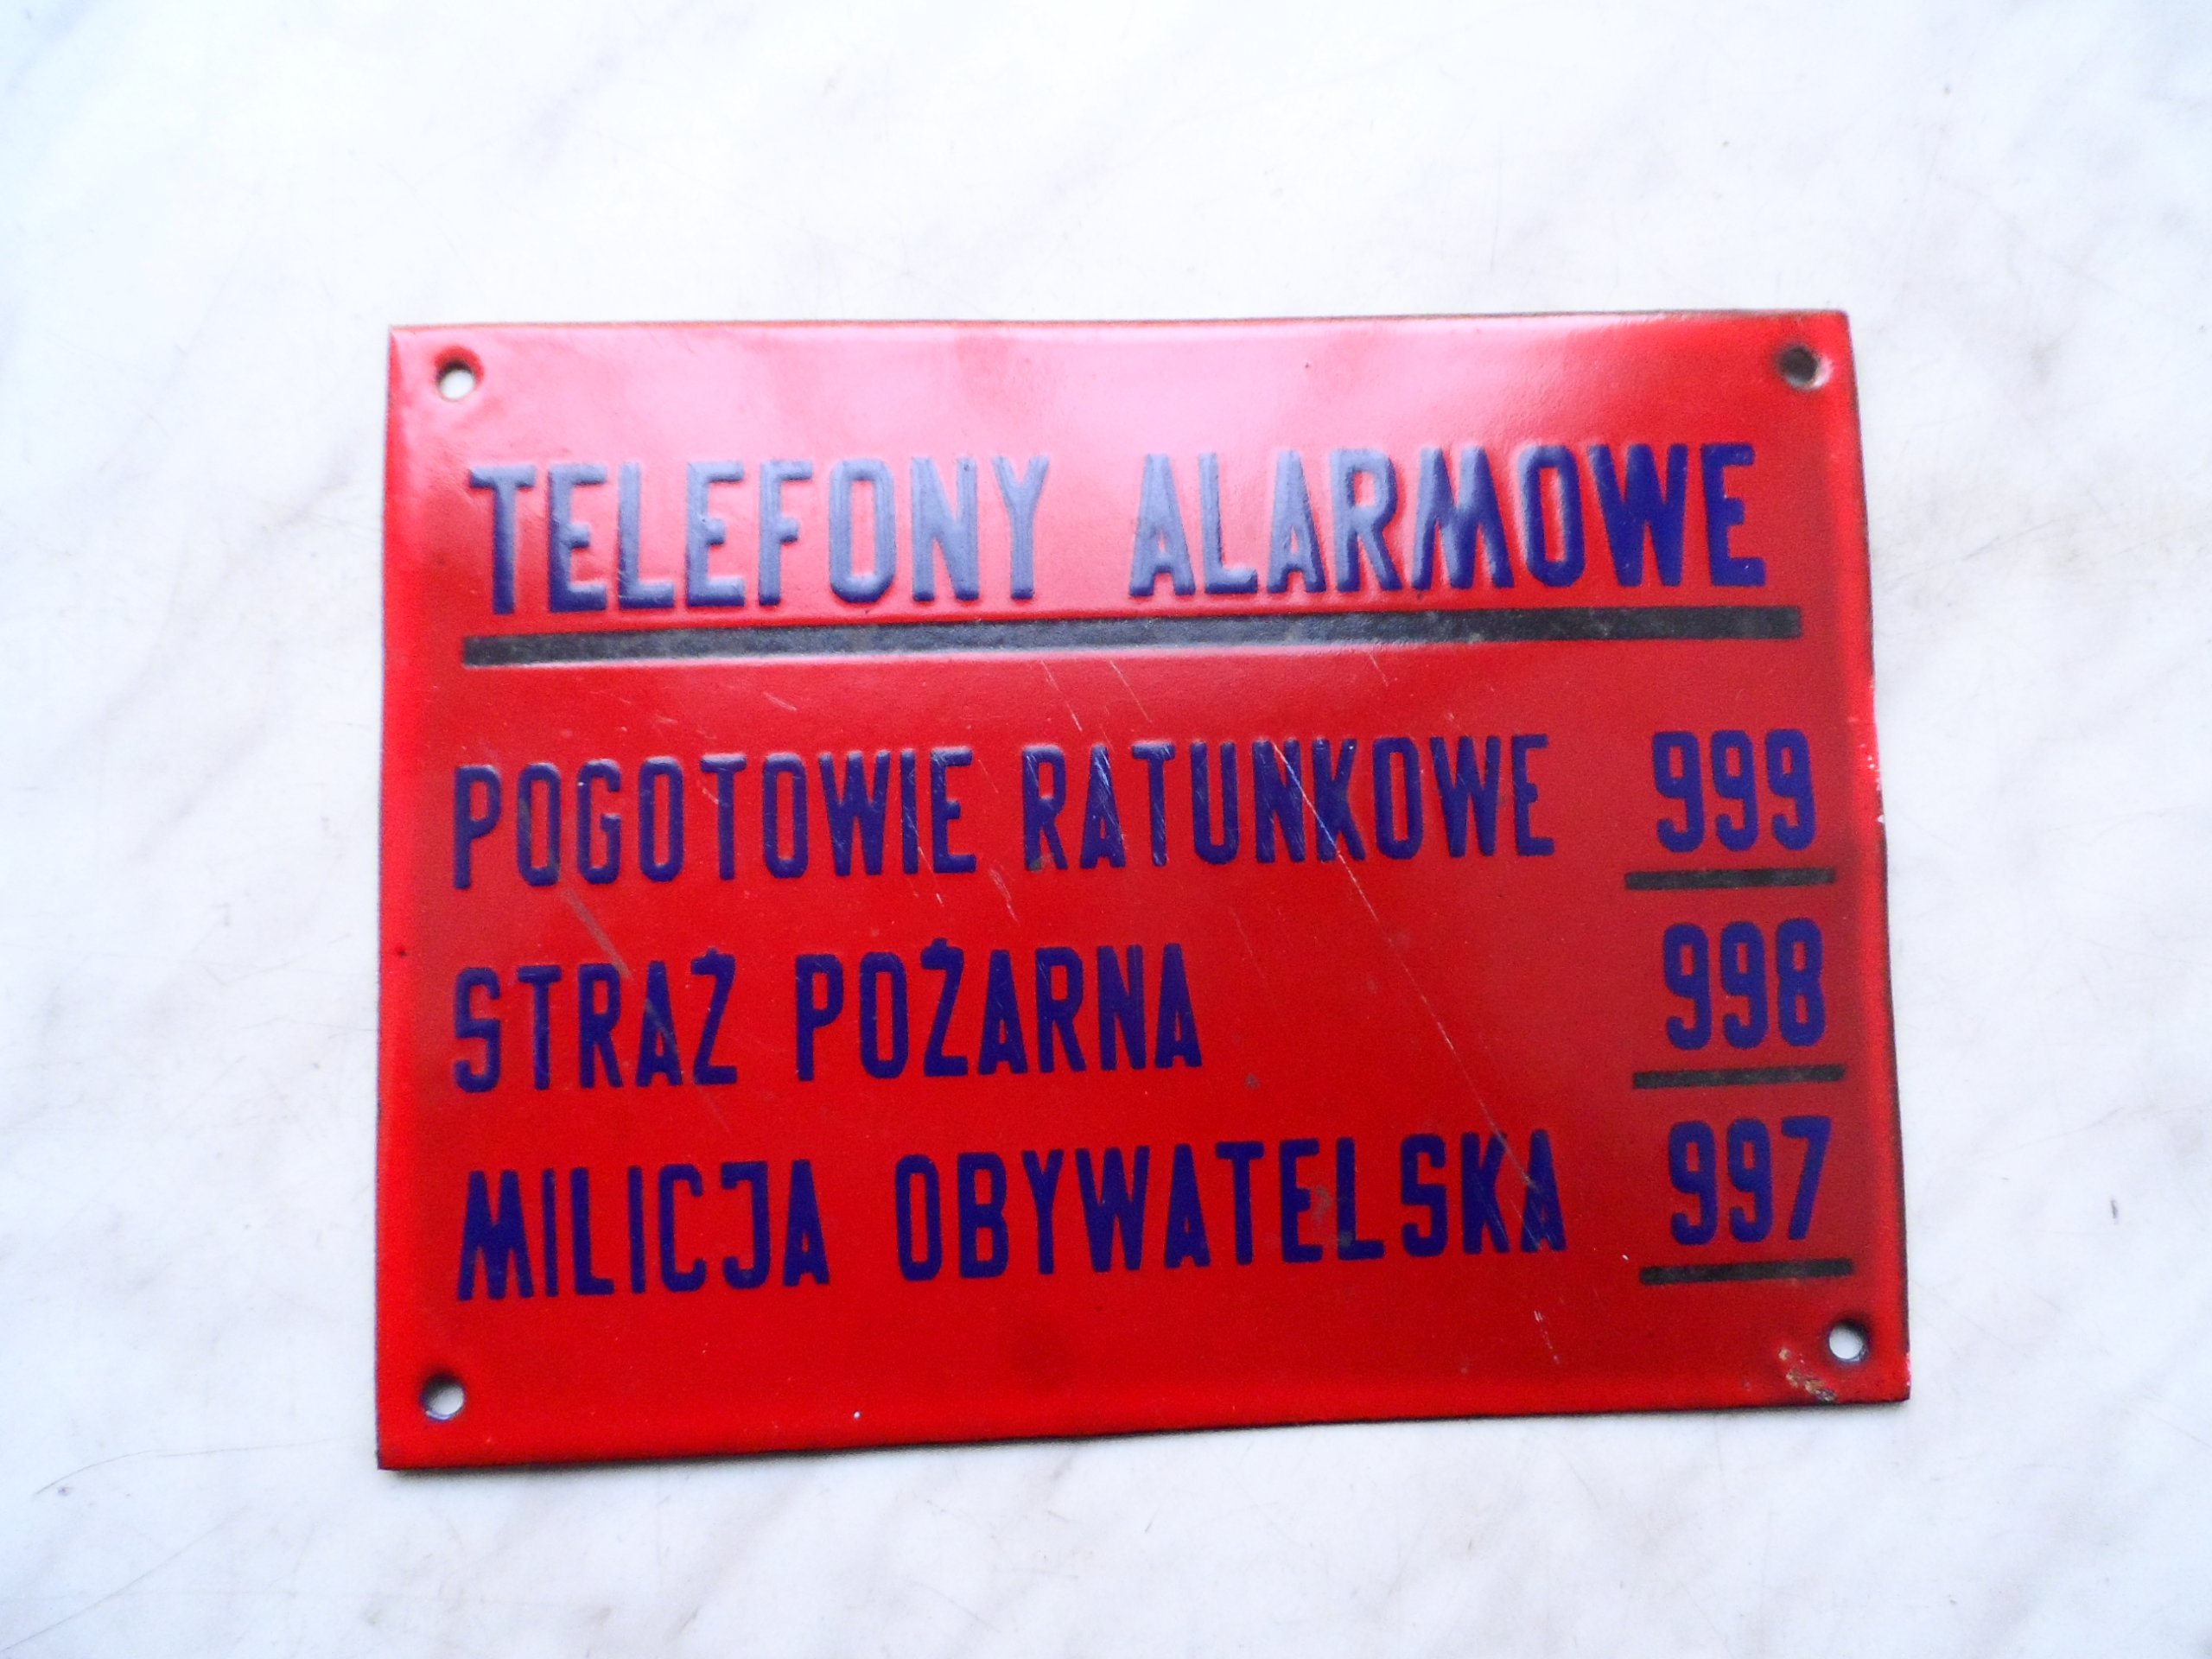 TELEFONY ALARMOWE
POGOTOWIE RATUNKOWE 999
STRAŻ POŻARNA 998
MILICJA OBYWATELSKA 997